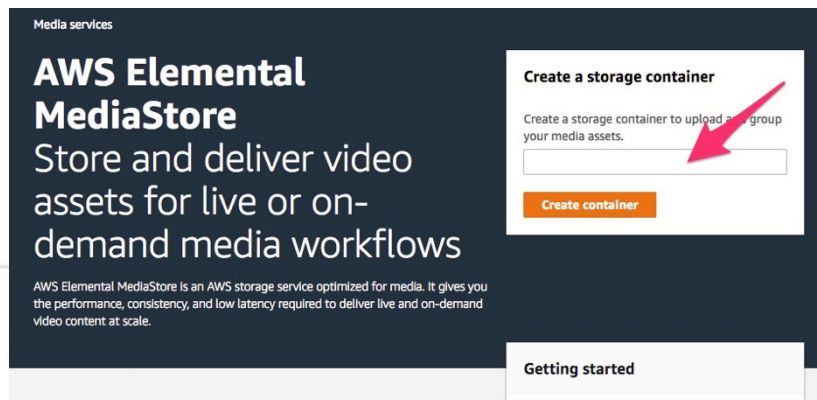 Media services
AWS Elemental
MediaStore
Store and deliver video
assets for live or on-
demand media workflows
AWS Elemental MediaStore is an AWS storage service optimized for media. It gives you
the performance, consistency, and low latency required to deliver live and on-demand
video content at scale.
Create a storage container
Create a storage container to upload and group
your media assets.
Create container
Getting started